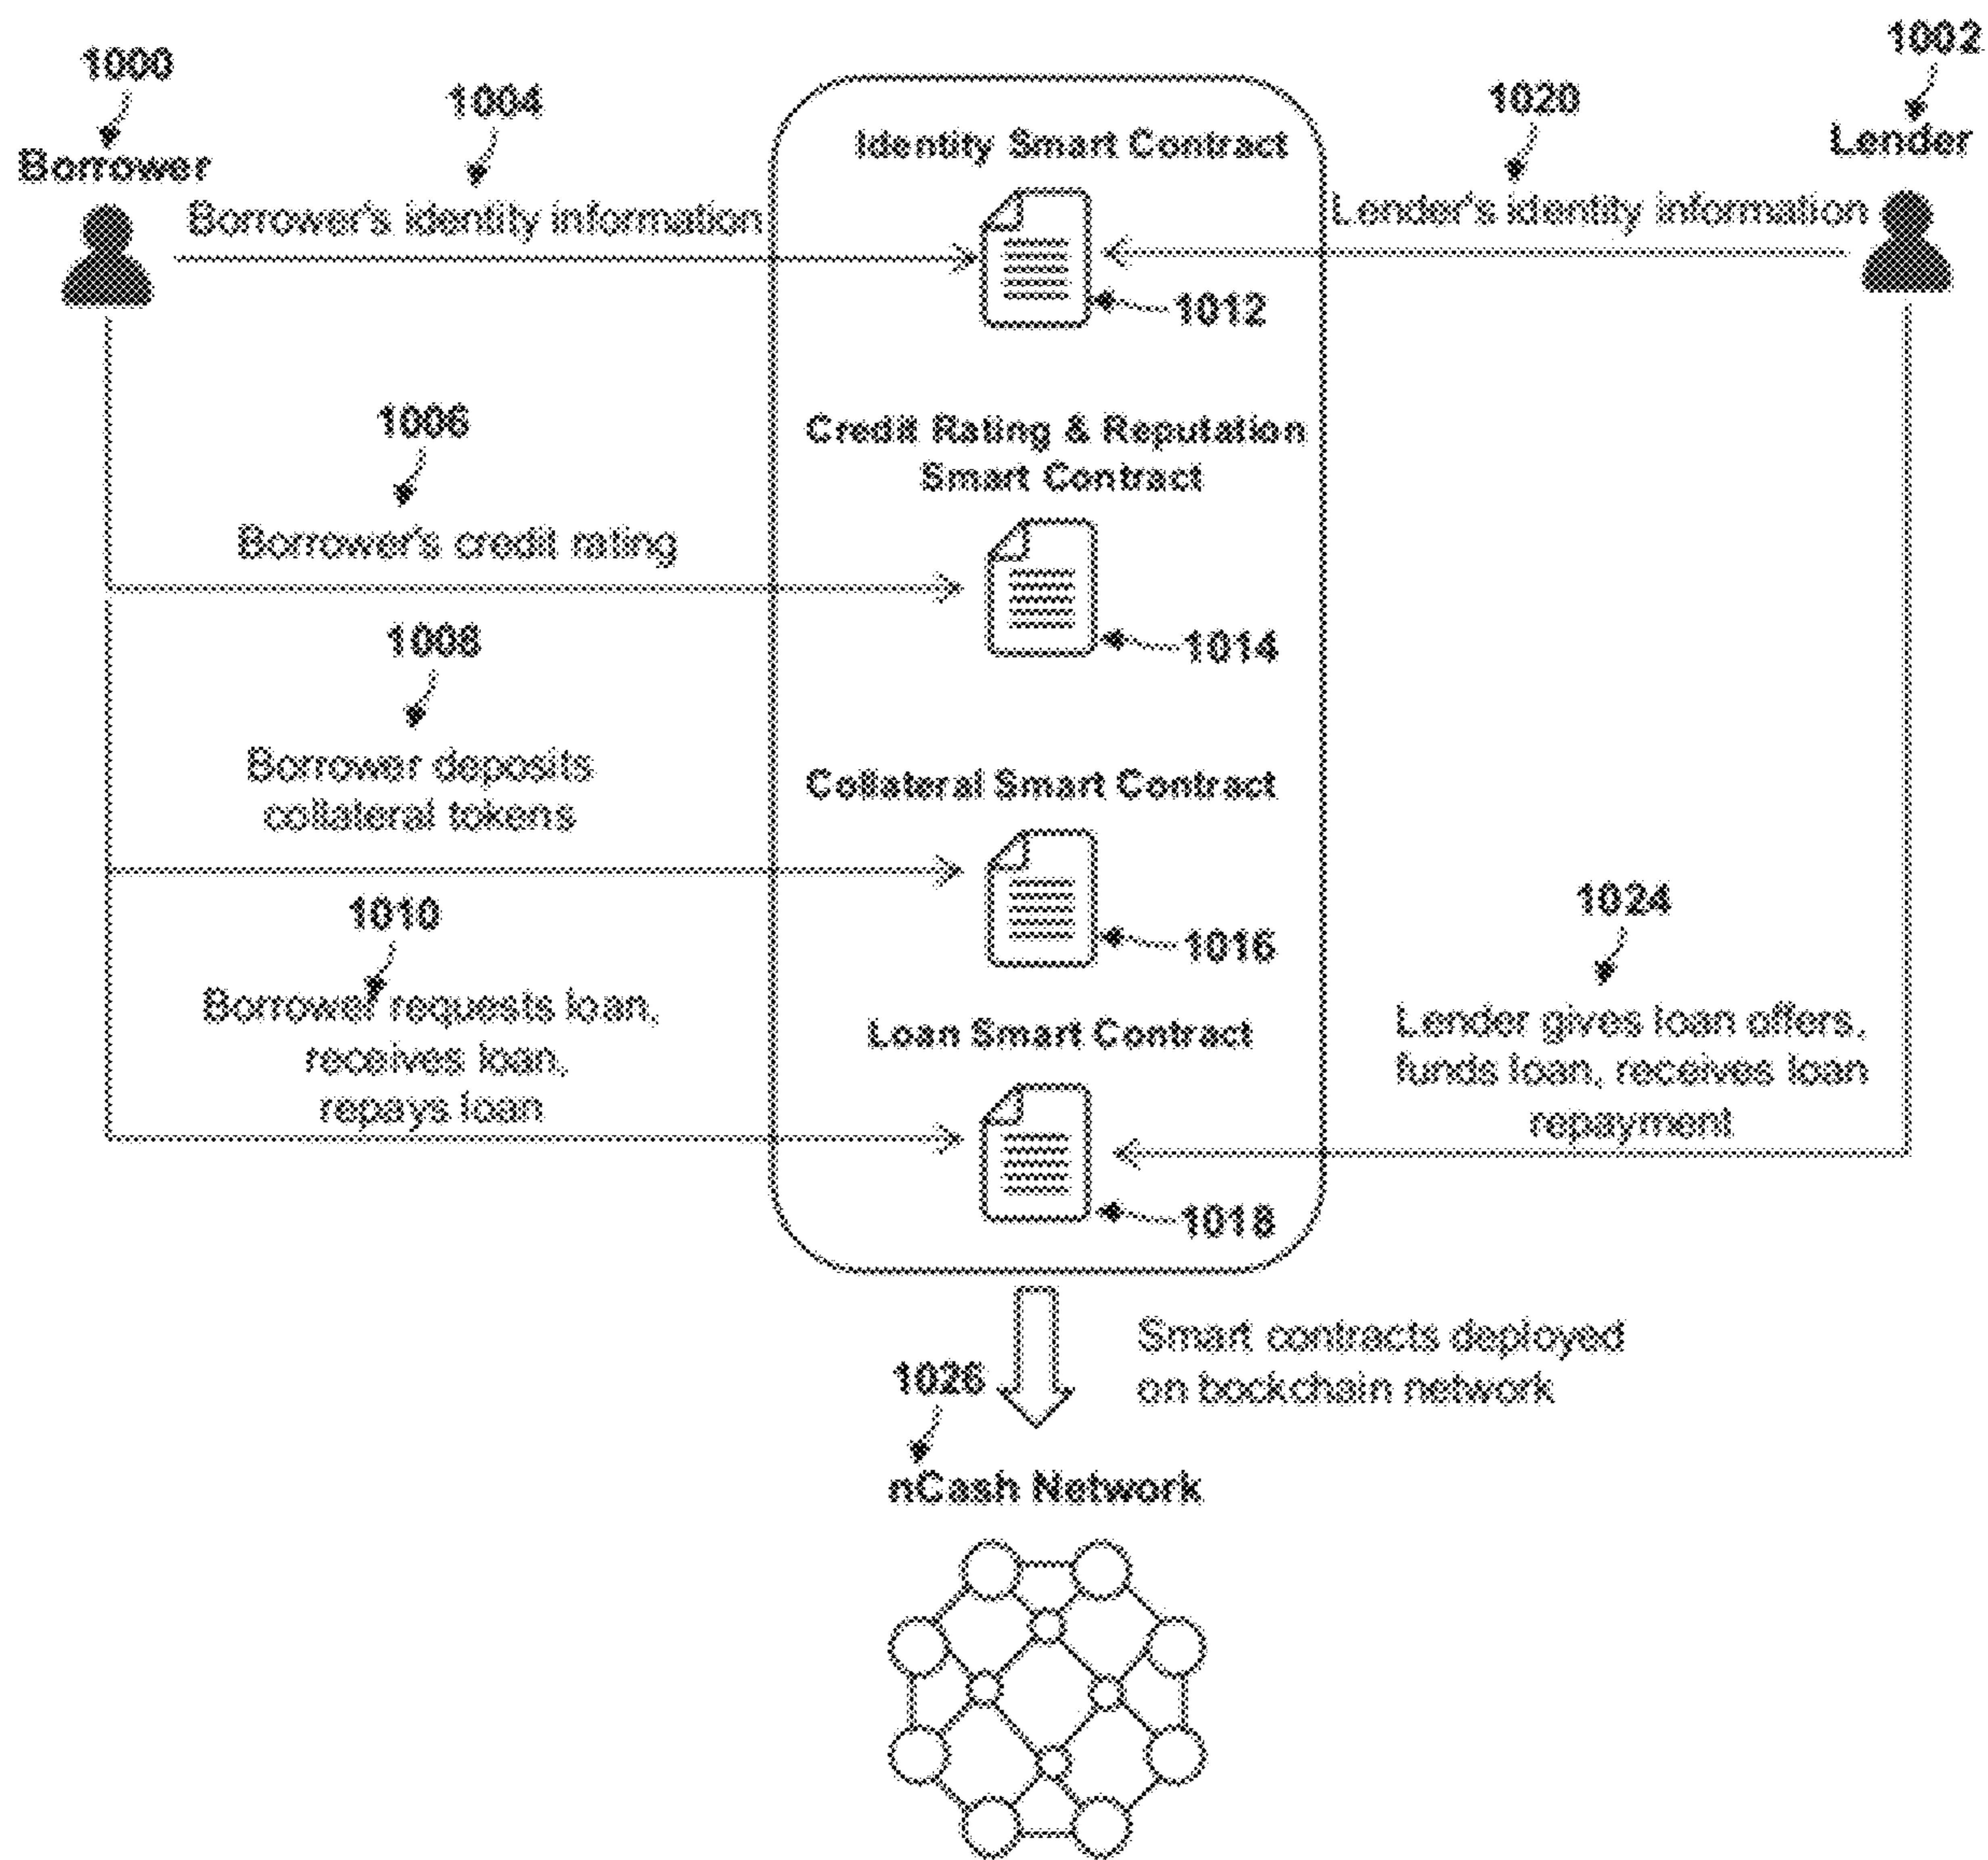 1000
Borrower
1004
Borrower's identity information
Identity Smart Contract
1012
1020
Lender's identity information
1002
Lender
1006
Borrower's credit rating
Credit Rating & Reputation
Smart Contract
1014
1008
Borrower deposits
collateral tokens
Collateral Smart Contract
1016
1010
Borrower requests loan,
receives loan,
repays loan
Loan Smart Contract
1018
1024
Lender gives loan offers,
funds loan, receives loan
repayment
Smart contracts deployed
on bockchain network
1026
nCash Network